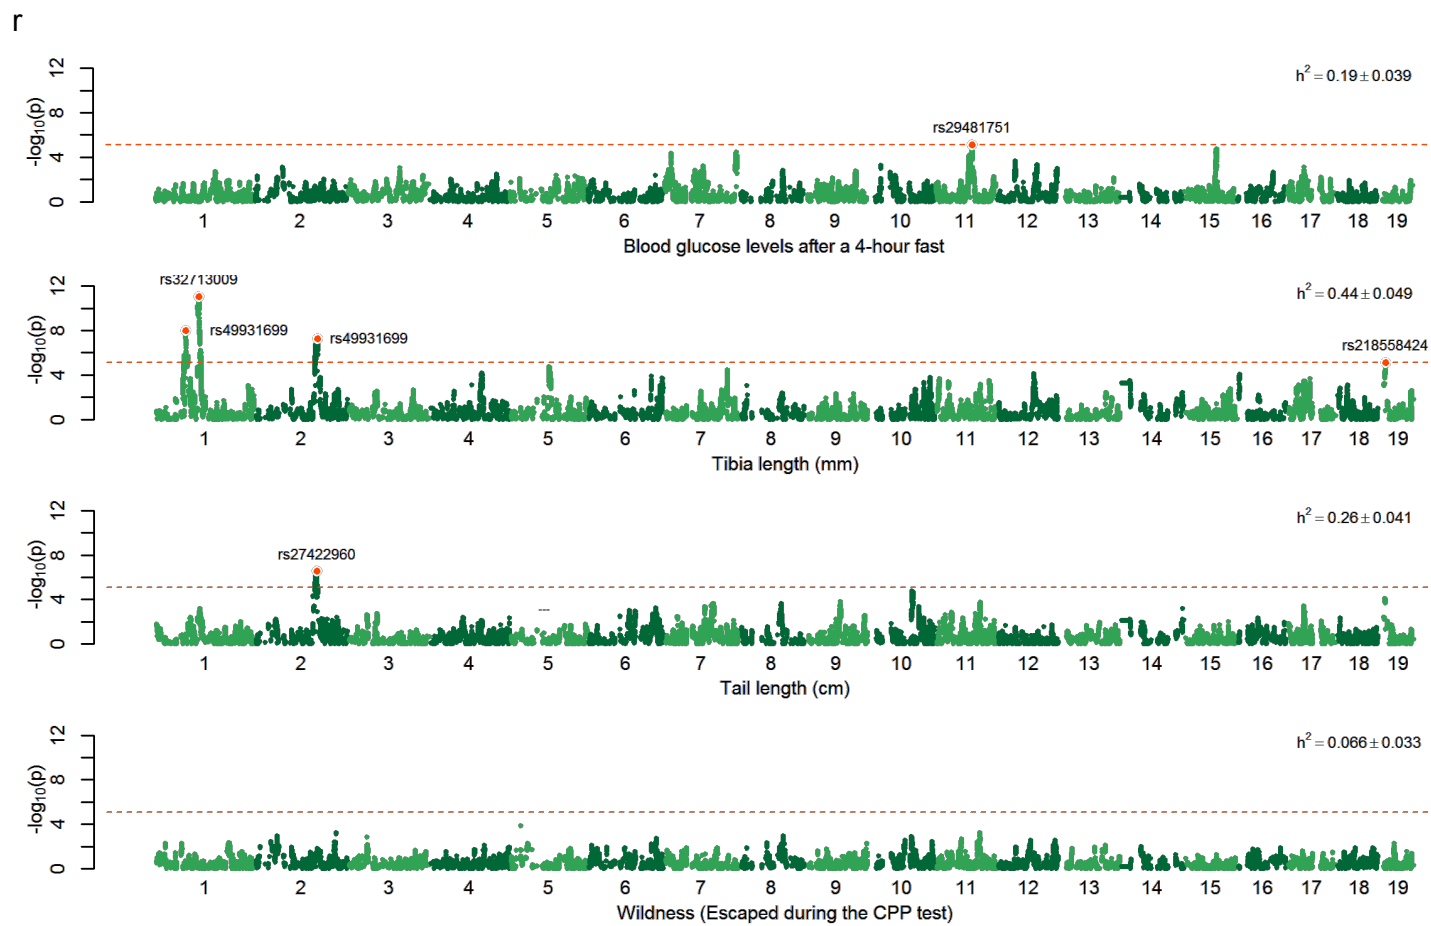 r
12
8
4
0
-log10(p)
h2 = 0.19 ± 0.039
rs29481751
1 2 3 4 5 6 7 8 9 10 11 12 13 14 15 16 17 18 19
Blood glucose levels after a 4-hour fast
12
8
4
0
-log10(p)
h2 = 0.44 ± 0.049
rs32713009
rs49931699
rs49931699
rs218558424
1 2 3 4 5 6 7 8 9 10 11 12 13 14 15 16 17 18 19
Tibia length (mm)
12
8
4
0
-log10(p)
h2 = 0.26 ± 0.041
rs27422960
1 2 3 4 5 6 7 8 9 10 11 12 13 14 15 16 17 18 19
Tail length (cm)
12
8
4
0
-log10(p)
h2 = 0.066 ± 0.033
1 2 3 4 5 6 7 8 9 10 11 12 13 14 15 16 17 18 19
Wildness (Escaped during the CPP test)